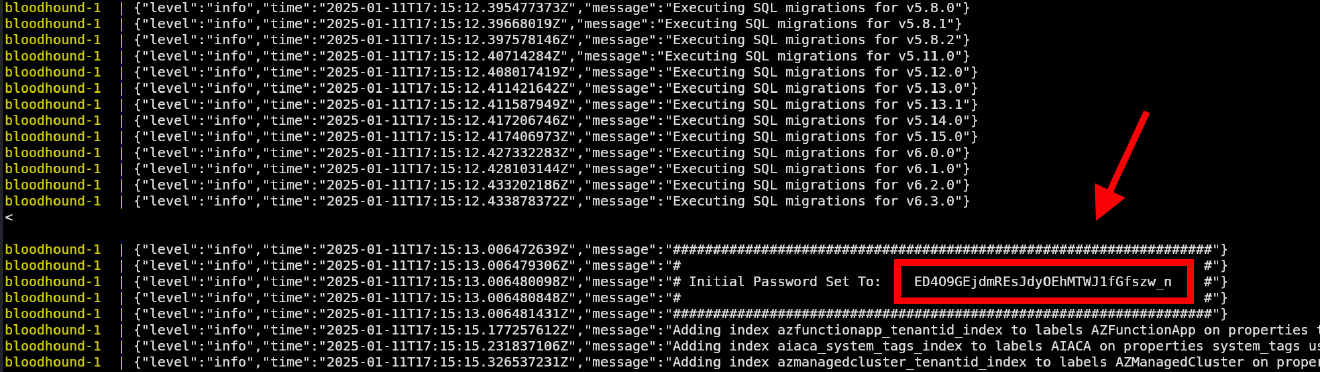 bloodhound-1 | {"level":"info","time":"2025-01-11T17:15:12.395477373Z","message":"Executing SQL migrations for v5.8.0"}
bloodhound-1 | {"level":"info","time":"2025-01-11T17:15:12.39668019Z","message":"Executing SQL migrations for v5.8.1"}
bloodhound-1 | {"level":"info","time":"2025-01-11T17:15:12.397578146Z","message":"Executing SQL migrations for v5.8.2"}
bloodhound-1 | {"level":"info","time":"2025-01-11T17:15:12.40714284Z","message":"Executing SQL migrations for v5.11.0"}
bloodhound-1 | {"level":"info","time":"2025-01-11T17:15:12.408017419Z","message":"Executing SQL migrations for v5.12.0"}
bloodhound-1 | {"level":"info","time":"2025-01-11T17:15:12.411421642Z","message":"Executing SQL migrations for v5.13.0"}
bloodhound-1 | {"level":"info","time":"2025-01-11T17:15:12.411587949Z","message":"Executing SQL migrations for v5.13.1"}
bloodhound-1 | {"level":"info","time":"2025-01-11T17:15:12.417206746Z","message":"Executing SQL migrations for v5.14.0"}
bloodhound-1 | {"level":"info","time":"2025-01-11T17:15:12.417406973Z","message":"Executing SQL migrations for v5.15.0"}
bloodhound-1 | {"level":"info","time":"2025-01-11T17:15:12.427332283Z","message":"Executing SQL migrations for v6.0.0"}
bloodhound-1 | {"level":"info","time":"2025-01-11T17:15:12.428103144Z","message":"Executing SQL migrations for v6.1.0"}
bloodhound-1 | {"level":"info","time":"2025-01-11T17:15:12.433202186Z","message":"Executing SQL migrations for v6.2.0"}
bloodhound-1 | {"level":"info","time":"2025-01-11T17:15:12.433878372Z","message":"Executing SQL migrations for v6.3.0"}
<
bloodhound-1 | {"level":"info","time":"2025-01-11T17:15:13.006472639Z","message":"###################################################################"}
bloodhound-1 | {"level":"info","time":"2025-01-11T17:15:13.006479306Z","message":"#                                                                 #"}
bloodhound-1 | {"level":"info","time":"2025-01-11T17:15:13.006480098Z","message":"# Initial Password Set To:    ED4O9GEjdmREsJdyOEhMTWJ1fGfszw_n    #"}
bloodhound-1 | {"level":"info","time":"2025-01-11T17:15:13.006480848Z","message":"#                                                                 #"}
bloodhound-1 | {"level":"info","time":"2025-01-11T17:15:13.006481431Z","message":"###################################################################"}
bloodhound-1 | {"level":"info","time":"2025-01-11T17:15:15.177257612Z","message":"Adding index azfunctionapp_tenantid_index to labels AZFunctionApp on properties t
bloodhound-1 | {"level":"info","time":"2025-01-11T17:15:15.231837106Z","message":"Adding index aiaca_system_tags_index to labels AIACA on properties system_tags us
bloodhound-1 | {"level":"info","time":"2025-01-11T17:15:15.326537231Z","message":"Adding index azmanagedcluster_tenantid_index to labels AZManagedCluster on prope